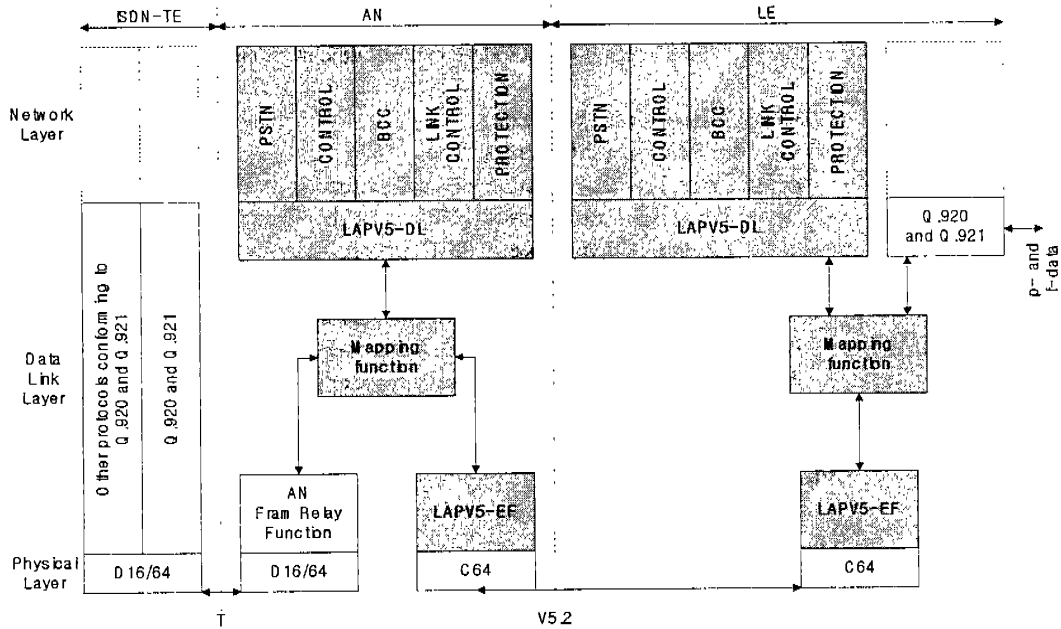 ISDN-TE
AN
LE
Network
Layer
PSTN
CONTROL
BCC
LINK
CONTROL
PROTECTION
PSTN
CONTROL
BCC
LINK
CONTROL
PROTECTION
LAPV5-DL
LAPV5-DL
Q.920
and Q.921
p- and
f-data
Data
Link
Layer
Other protocols conforming to
Q.920 and Q.921
Q.920 and Q.921
Mapping
function
Mapping
function
AN
Fram Relay
Function
LAPV5-EF
LAPV5-EF
Physical
Layer
D16/64
D16/64
C64
C64
T
V5.2